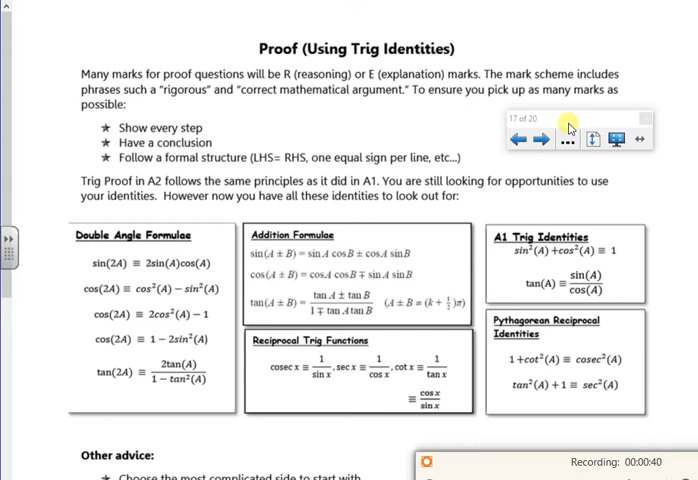 Proof (Using Trig Identities)
Many marks for proof questions will be R (reasoning) or E (explanation) marks. The mark scheme includes
phrases such a "rigorous" and "correct mathematical argument." To ensure you pick up as many marks as
possible:
★ Show every step
★ Have a conclusion
★ Follow a formal structure (LHS= RHS, one equal sign per line, etc...)
17 of 20
Trig Proof in A2 follows the same principles as it did in A1. You are still looking for opportunities to use
your identities. However now you have all these identities to look out for:
Double Angle Formulae
sin(2A) ≡ 2sin(A)cos(A)
cos(2A) ≡ cos²(A) − sin²(A)
cos(2A) ≡ 2cos²(A) − 1
cos(2A) ≡ 1 − 2sin²(A)
tan(2A) ≡ 2tan(A) / 1 − tan²(A)
Addition Formulae
sin(A ± B) = sin A cos B ± cos A sin B
cos(A ± B) = cos A cos B ∓ sin A sin B
tan(A ± B) = tan A ± tan B / 1 ∓ tan A tan B (A ± B ≠ (k + ½)π)
Reciprocal Trig Functions
cosec x ≡ 1/sin x, sec x ≡ 1/cos x, cot x ≡ 1/tan x
≡ cos x/sin x
A1 Trig Identities
sin²(A) + cos²(A) ≡ 1
tan(A) ≡ sin(A)/cos(A)
Pythagorean Reciprocal
Identities
1 + cot²(A) ≡ cosec²(A)
tan²(A) + 1 ≡ sec²(A)
Other advice:
★ Choose the most complicated side to start with
Recording: 00:00:40